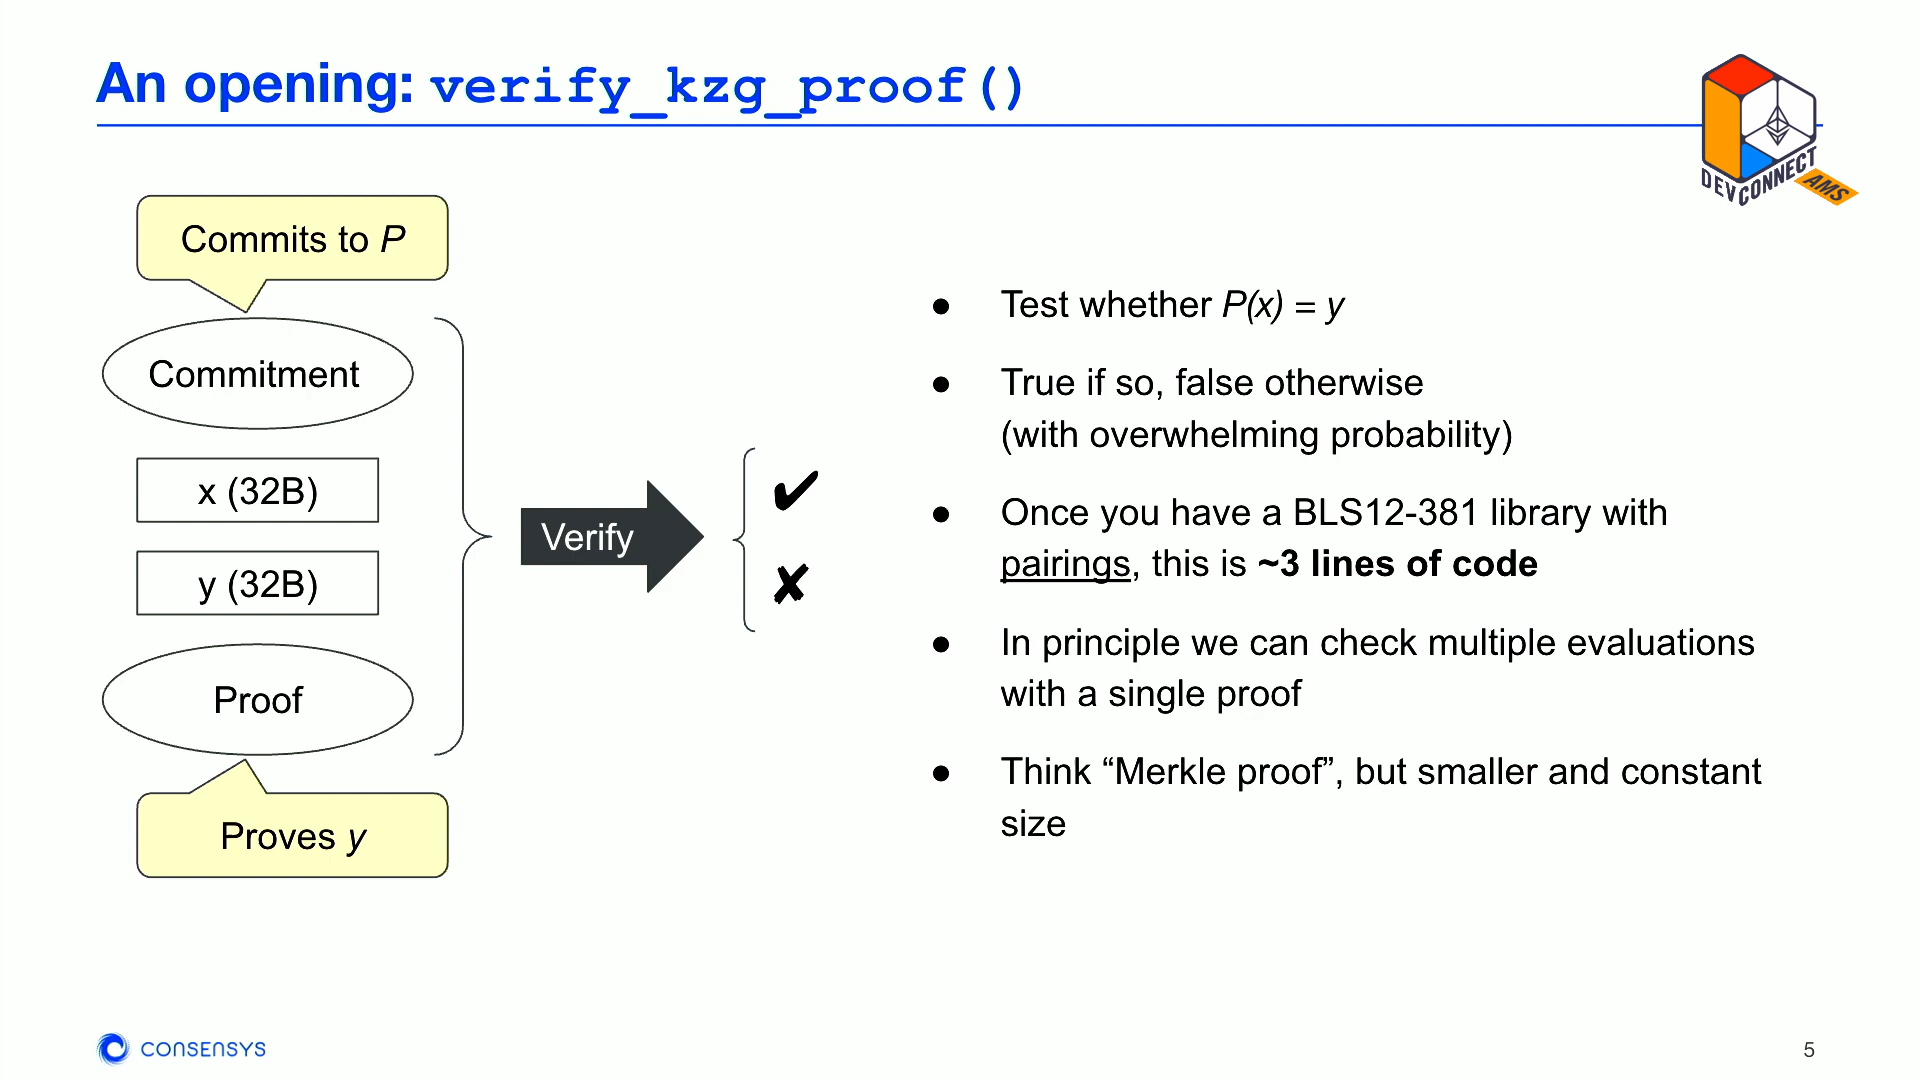 An opening: verify_kzg_proof()
DEVCONNECT
AMS
Commits to P
Commitment
x (32B)
y (32B)
Proof
Proves y
Verify
✔
✘
● Test whether P(x) = y
● True if so, false otherwise
(with overwhelming probability)
● Once you have a BLS12-381 library with
pairings, this is ~3 lines of code
● In principle we can check multiple evaluations
with a single proof
● Think “Merkle proof”, but smaller and constant
size
CONSENSYS
5